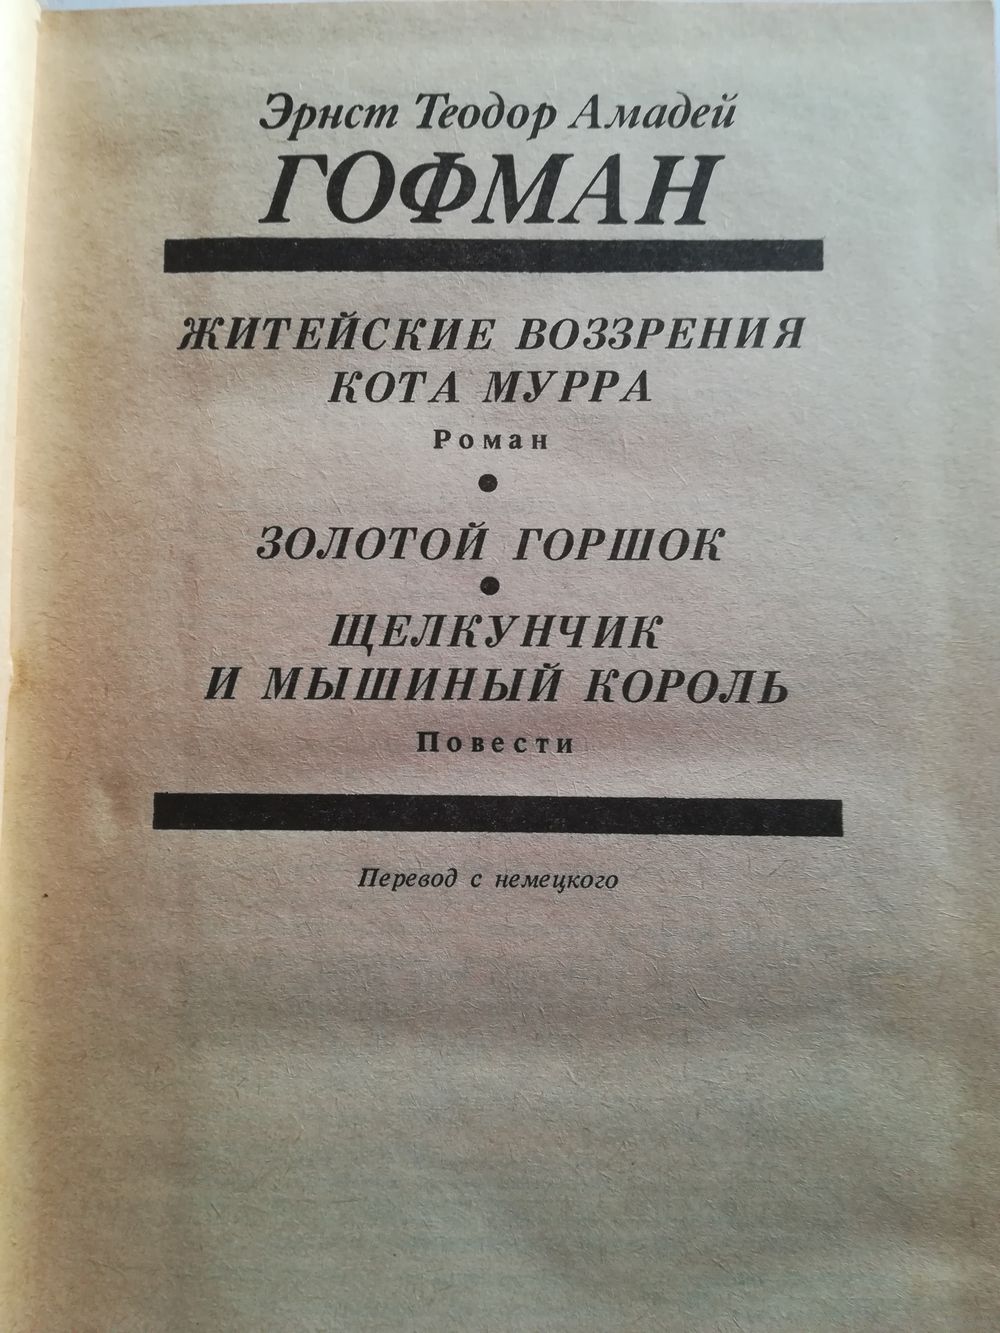 Эрнст Теодор Амадей
ГОФМАН
ЖИТЕЙСКИЕ ВОЗЗРЕНИЯ
КОТА МУРРА
Роман
ЗОЛОТОЙ ГОРШОК
ЩЕЛКУНЧИК
И МЫШИНЫЙ КОРОЛЬ
Повести
Перевод с немецкого